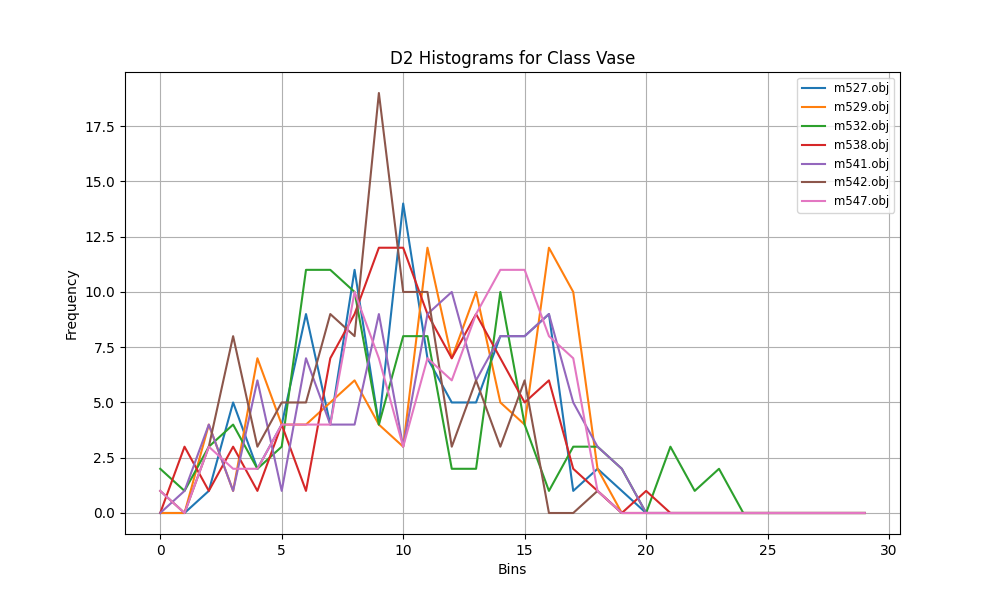 D2 Histograms for Class Vase
m527.obj
m529.obj
m532.obj
m538.obj
m541.obj
m542.obj
m547.obj
17.5
15.0
12.5
10.0
7.5
5.0
2.5
0.0
Frequency
0 5 10 15 20 25 30
Bins